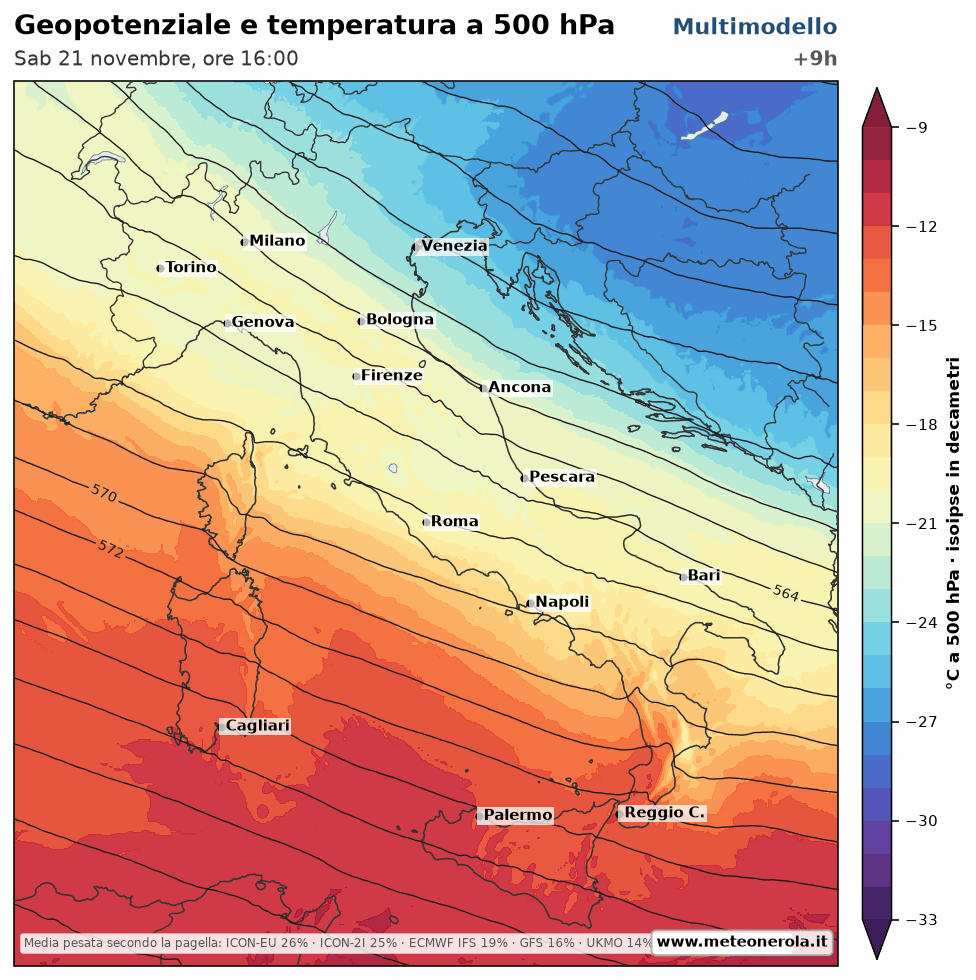 Geopotenziale e temperatura a 500 hPa
Multimodello
Sab 21 novembre, ore 16:00
+9h
Milano
Venezia
Torino
Genova
Bologna
Firenze
Ancona
Pescara
570
Roma
572
Bari
564
Napoli
Cagliari
Palermo
Reggio C.
−9
−12
−15
−18
−21
−24
−27
−30
−33
°C a 500 hPa · isoipse in decametri
Media pesata secondo la pagella: ICON-EU 26% · ICON-2I 25% · ECMWF IFS 19% · GFS 16% · UKMO 14%
www.meteonerola.it